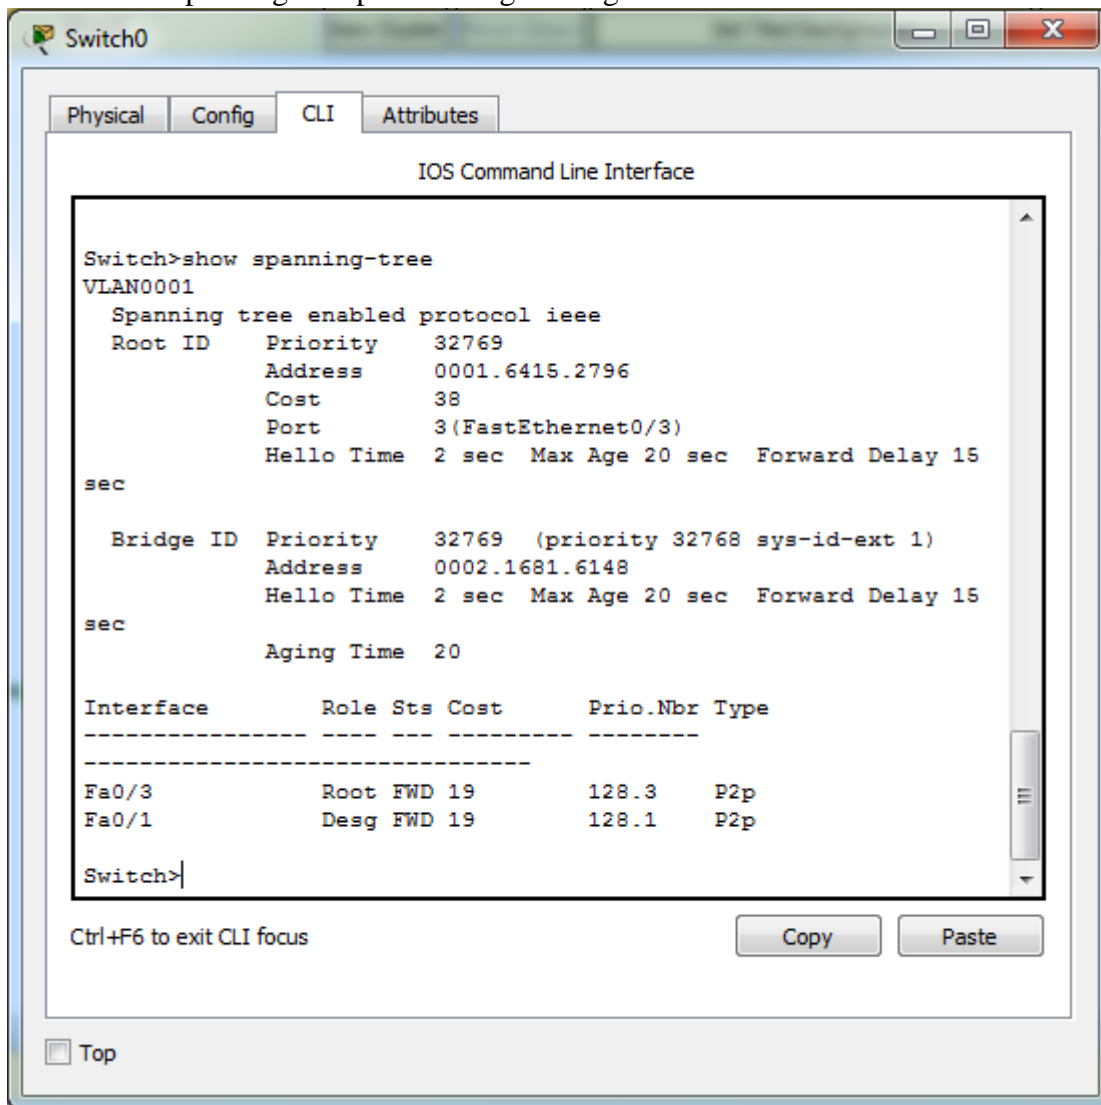 Switch0
Physical Config CLI Attributes
IOS Command Line Interface
Switch>show spanning-tree
VLAN0001
  Spanning tree enabled protocol ieee
  Root ID    Priority    32769
             Address     0001.6415.2796
             Cost        38
             Port        3(FastEthernet0/3)
             Hello Time  2 sec  Max Age 20 sec  Forward Delay 15
sec
  Bridge ID  Priority    32769  (priority 32768 sys-id-ext 1)
             Address     0002.1681.6148
             Hello Time  2 sec  Max Age 20 sec  Forward Delay 15
sec
             Aging Time  20
Interface        Role Sts Cost      Prio.Nbr Type
---------------- ---- --- --------- --------
--------------------------------
Fa0/3            Root FWD 19        128.3    P2p
Fa0/1            Desg FWD 19        128.1    P2p
Switch>
Ctrl+F6 to exit CLI focus Copy Paste
Top